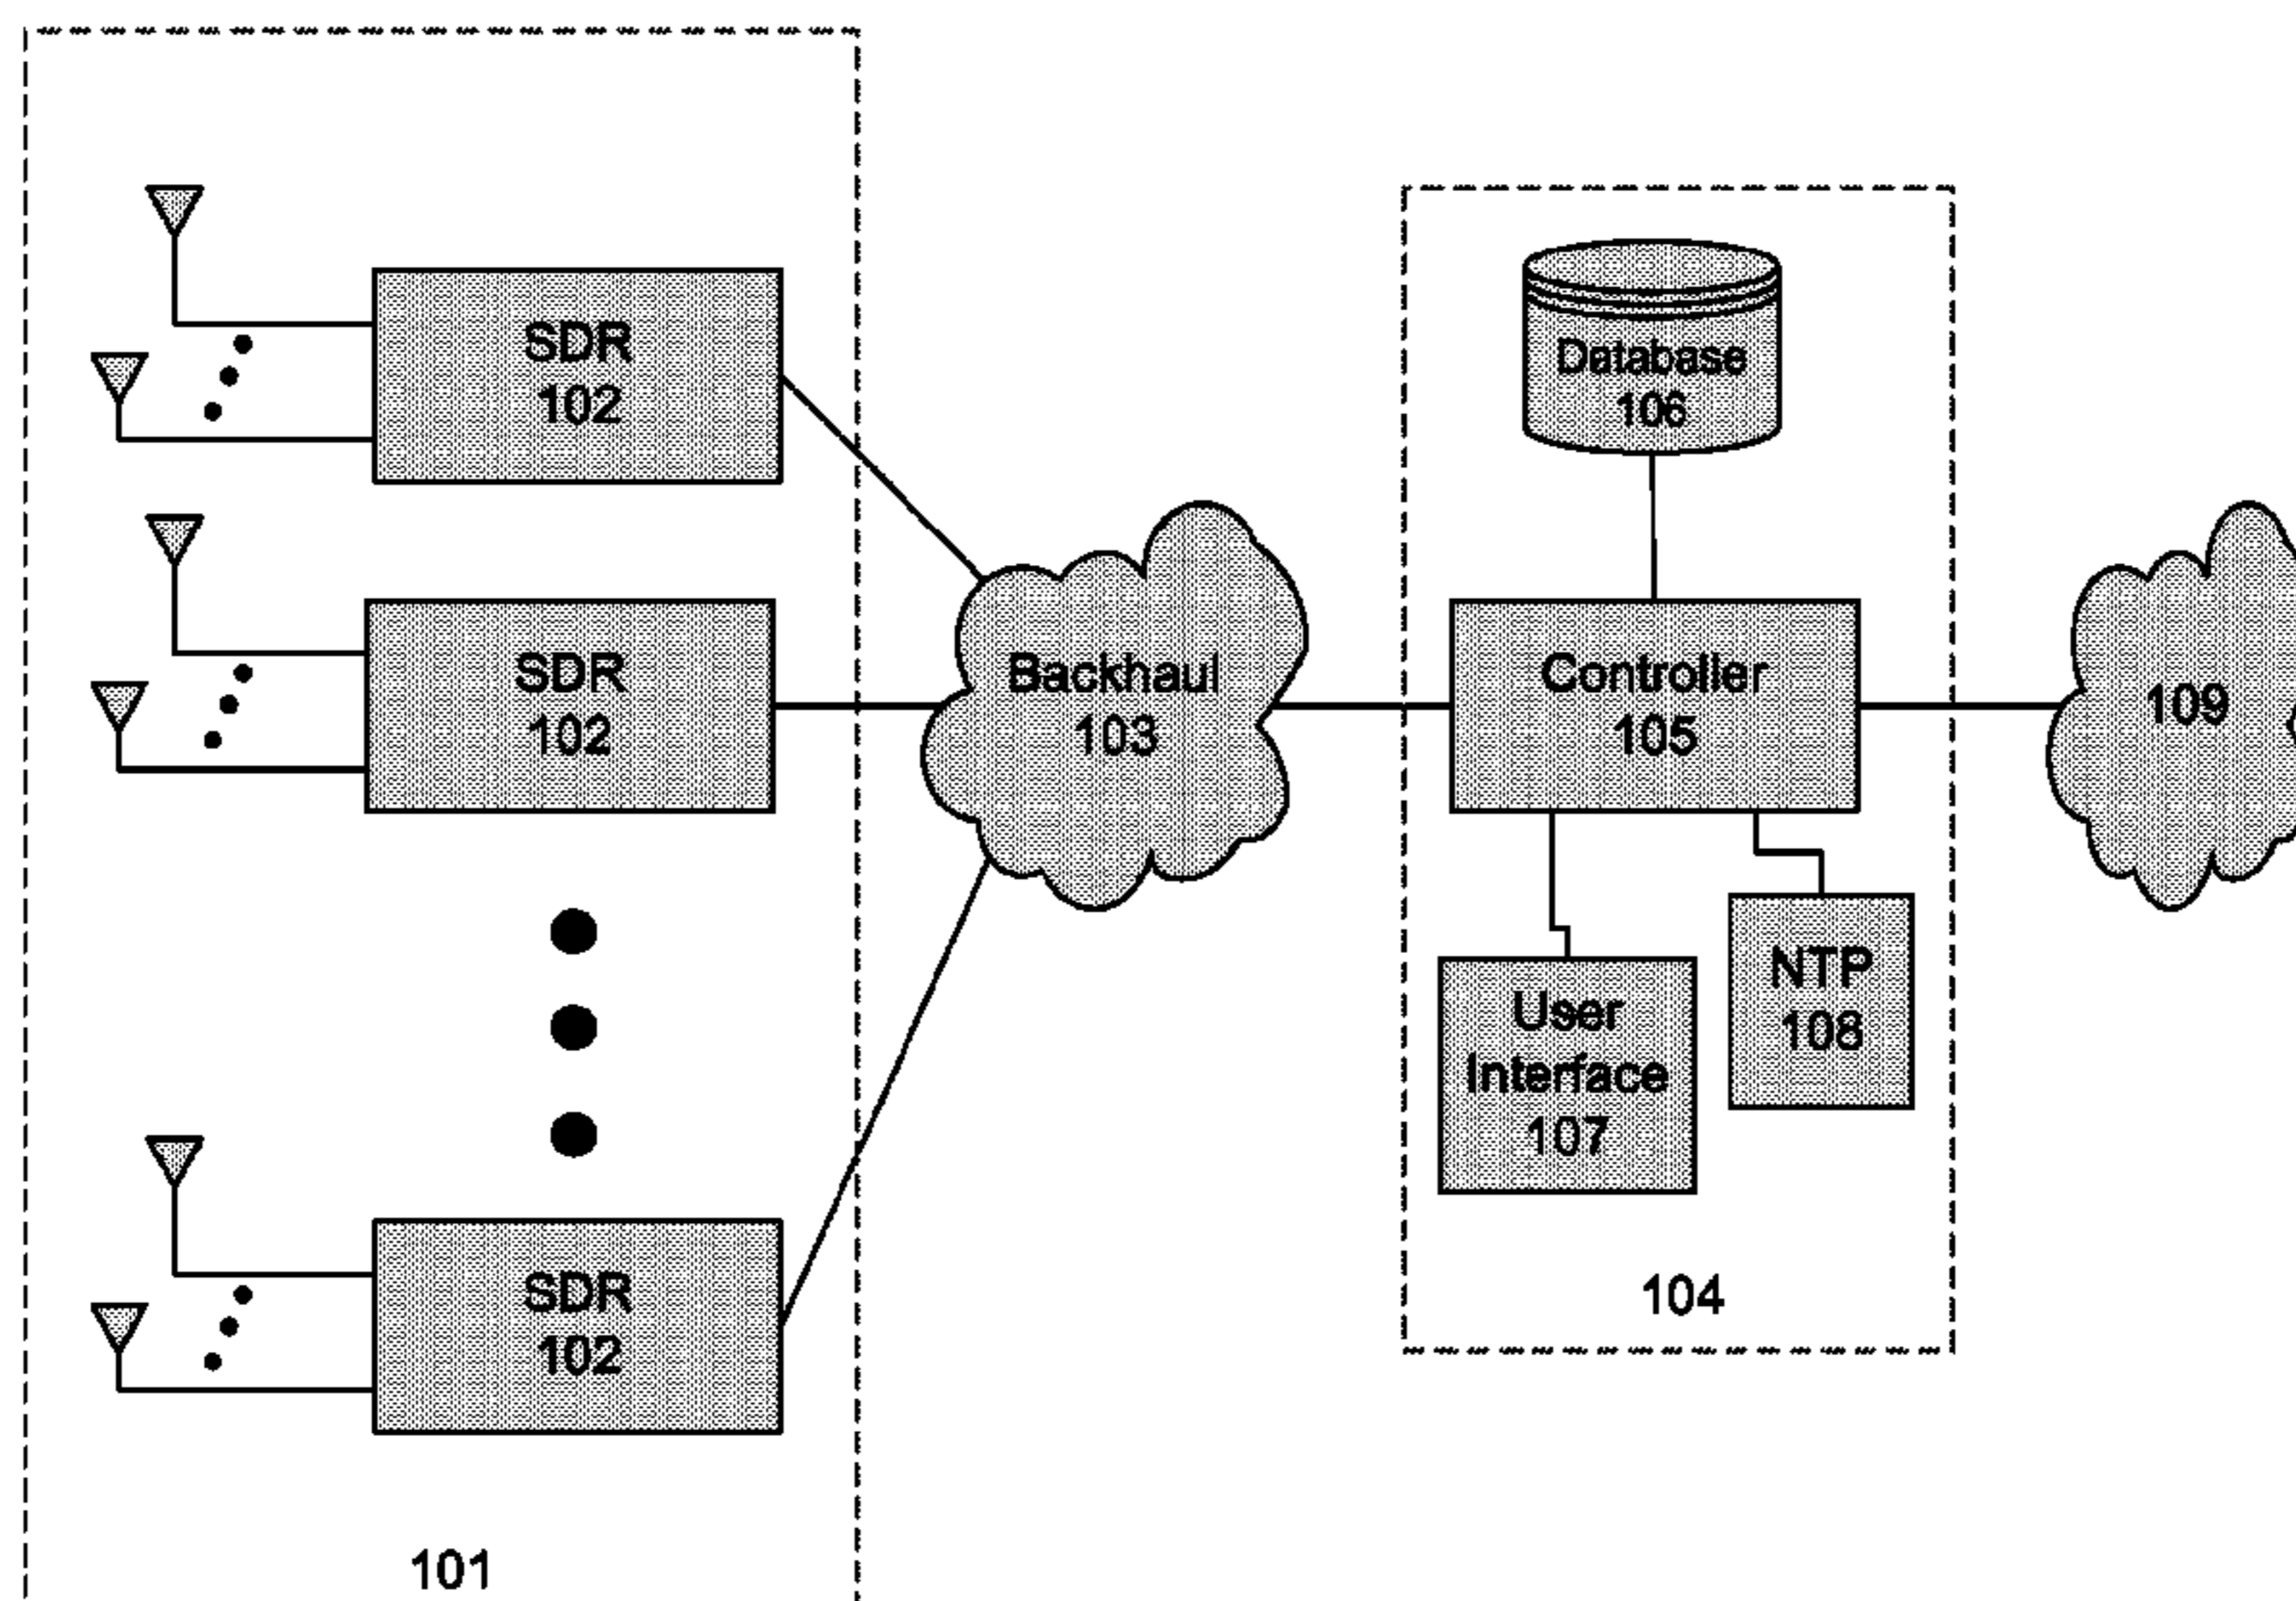 SDR
102
SDR
102
SDR
102
101
Backhaul
103
Database
106
Controller
105
User
Interface
107
NTP
108
104
109